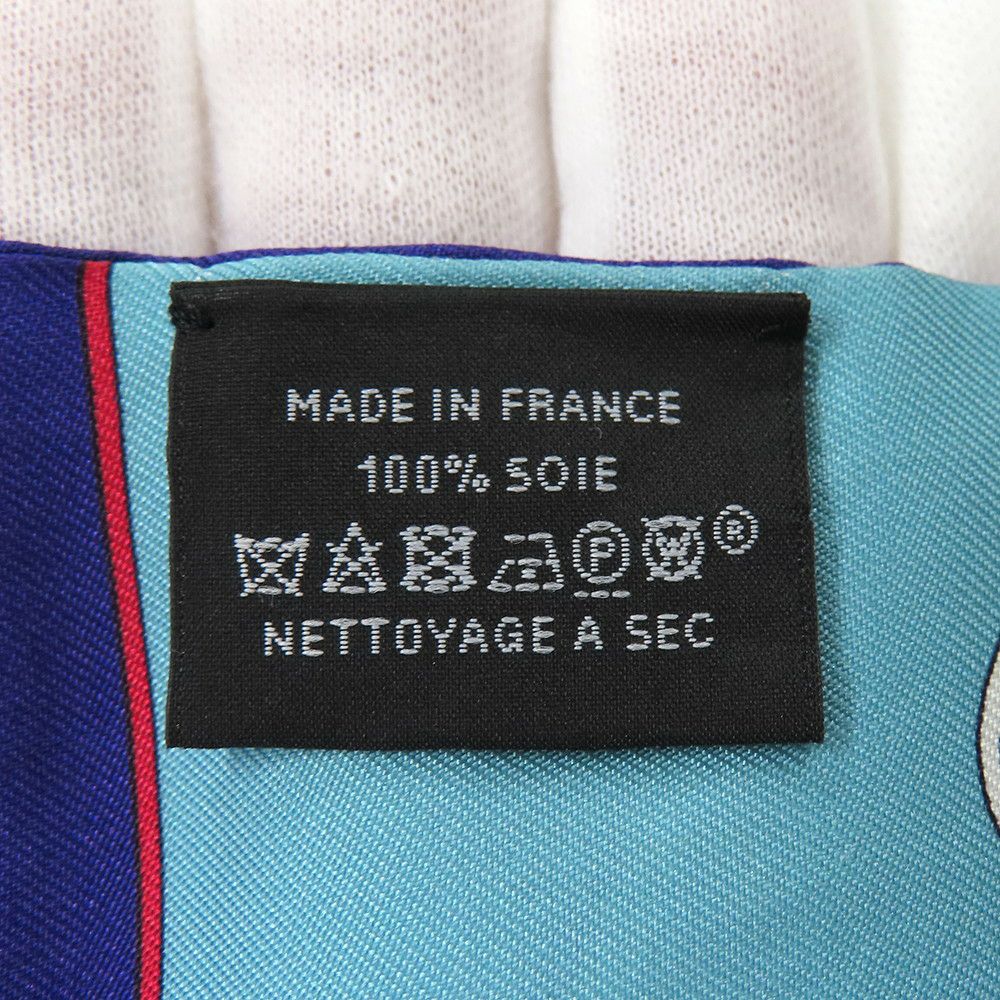 MADE IN FRANCE
100% SOIE
P W ®
NETTOYAGE A SEC